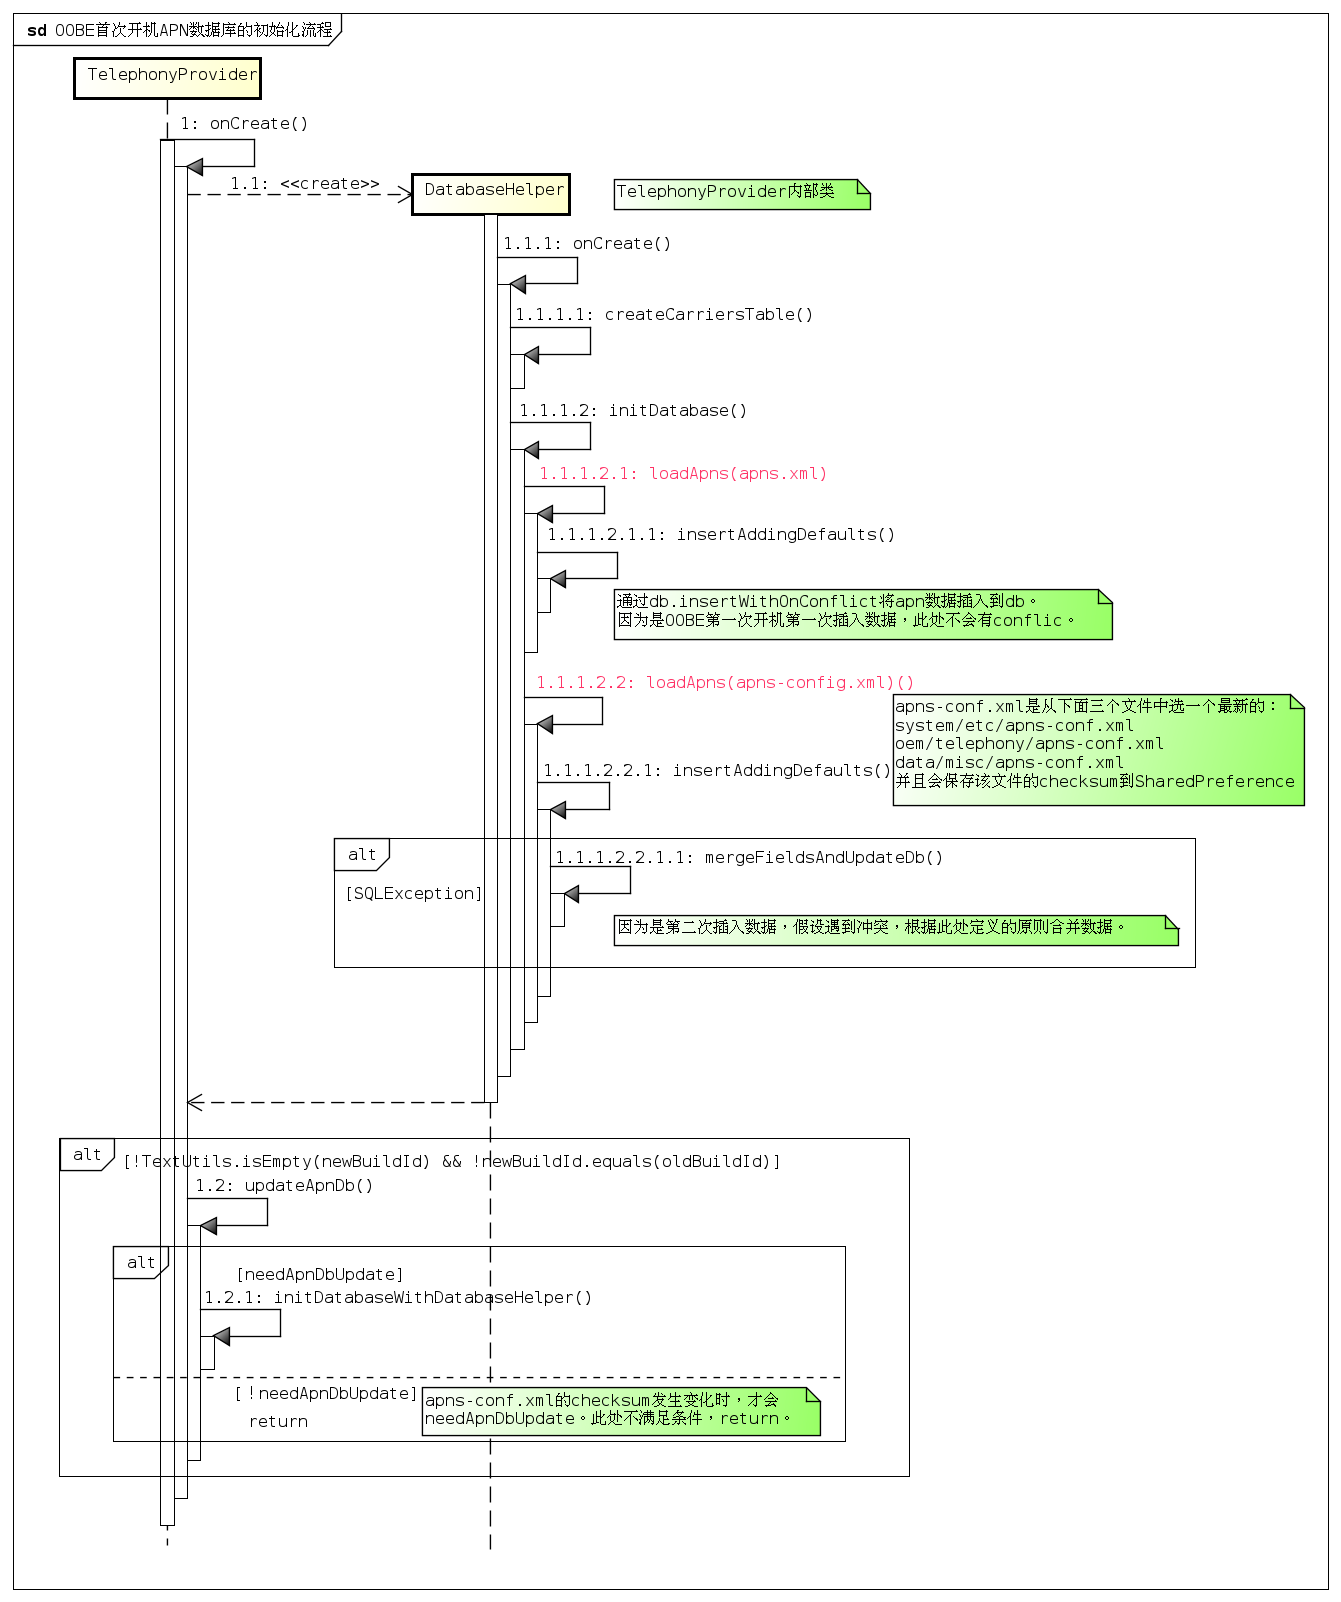 sd OOBE首次开机APN数据库的初始化流程
TelephonyProvider
1: onCreate()
1.1: <<create>>
DatabaseHelper
TelephonyProvider内部类
1.1.1: onCreate()
1.1.1.1: createCarriersTable()
1.1.1.2: initDatabase()
1.1.1.2.1: loadApns(apns.xml)
1.1.1.2.1.1: insertAddingDefaults()
通过db.insertWithOnConflict将apn数据插入到db。
因为是OOBE第一次开机第一次插入数据，此处不会有conflic。
1.1.1.2.2: loadApns(apns-config.xml)()
apns-conf.xml是从下面三个文件中选一个最新的：
system/etc/apns-conf.xml
oem/telephony/apns-conf.xml
data/misc/apns-conf.xml
并且会保存该文件的checksum到SharedPreference
1.1.1.2.2.1: insertAddingDefaults()
alt
1.1.1.2.2.1.1: mergeFieldsAndUpdateDb()
[SQLException]
因为是第二次插入数据，假设遇到冲突，根据此处定义的原则合并数据。
alt
[!TextUtils.isEmpty(newBuildId) && !newBuildId.equals(oldBuildId)]
1.2: updateApnDb()
alt
[needApnDbUpdate]
1.2.1: initDatabaseWithDatabaseHelper()
[！needApnDbUpdate]
return
apns-conf.xml的checksum发生变化时，才会
needApnDbUpdate。此处不满足条件，return。